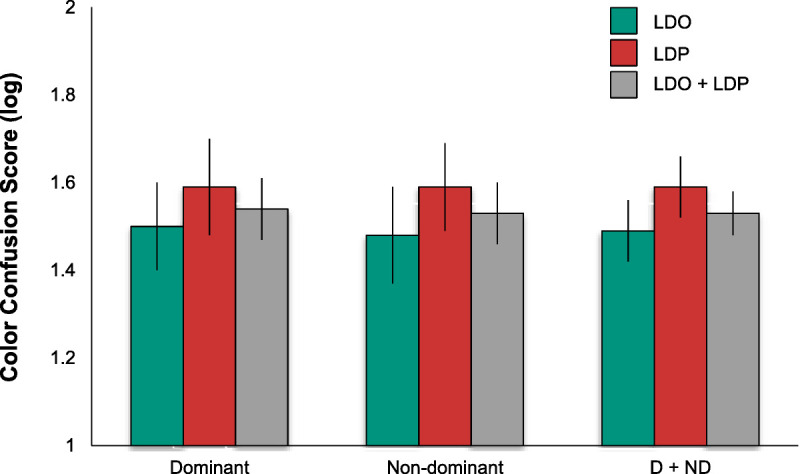 Color Confusion Score (log)
2
1.8
1.6
1.4
1.2
1
LDO
LDP
LDO + LDP
Dominant
Non-dominant
D + ND